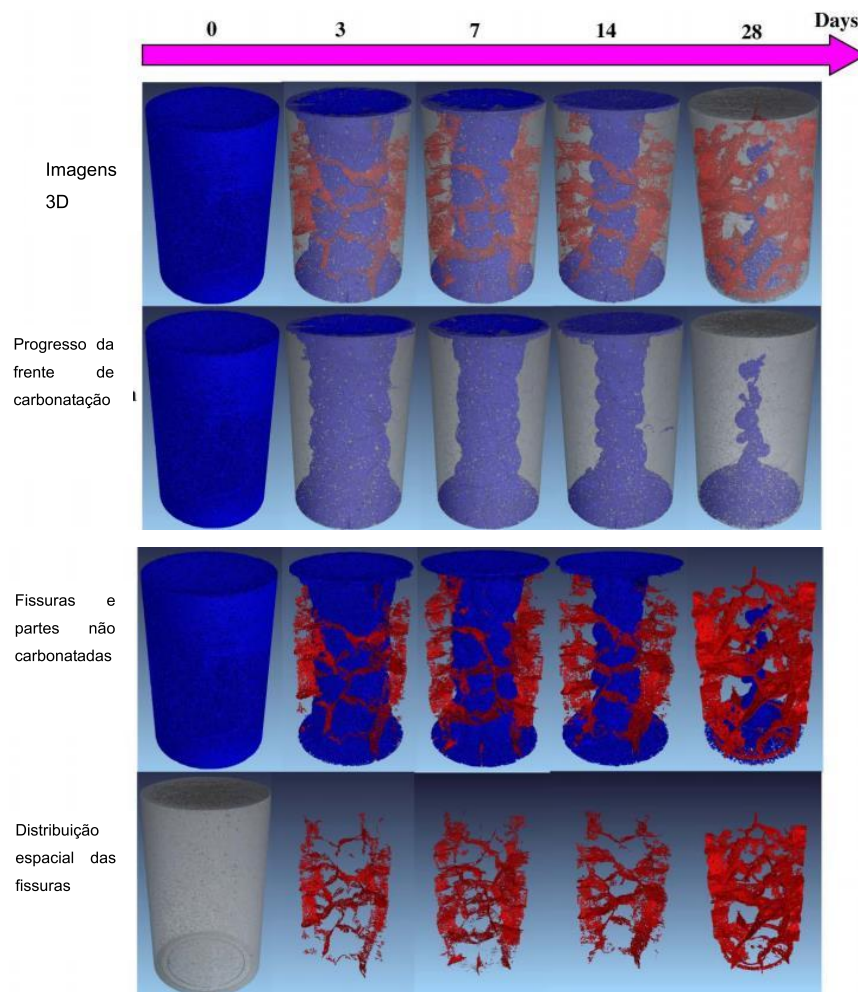 0 3 7 14 28 Days
Imagens
3D
Progresso da
frente de
carbonatação
Fissuras e
partes não
carbonatadas
Distribuição
espacial das
fissuras